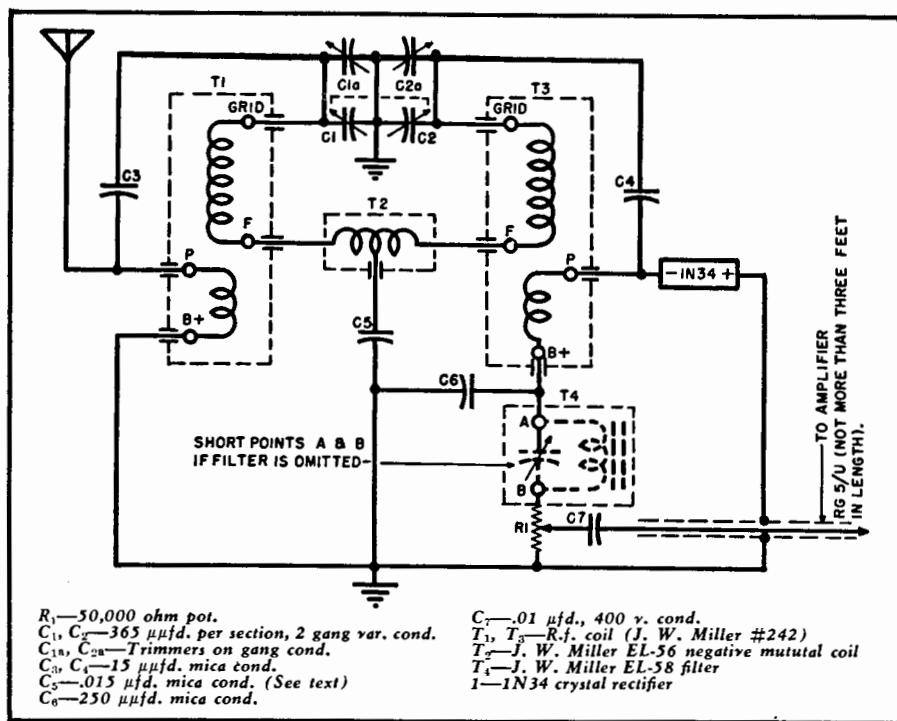 T1
GRID
C1a
C2a
T3
GRID
C1
C2
C3
C4
T2
F
F
P
P
-1N34+
B+
C5
B+
C6
T4
A
SHORT POINTS A & B
IF FILTER IS OMITTED-
B
R1
C7
TO AMPLIFIER
RG 5/U (NOT MORE THAN THREE FEET
IN LENGTH).
R₁—50,000 ohm pot.
C₁, C₂—365 µµfd. per section, 2 gang var. cond.
C₁ₐ, C₂ₐ—Trimmers on gang cond.
C₃, C₄—15 µµfd. mica cond.
C₅—.015 µfd. mica cond. (See text)
C₆—250 µµfd. mica cond.
C₇—.01 µfd., 400 v. cond.
T₁, T₃—R.f. coil (J. W. Miller #242)
T₂—J. W. Miller EL-56 negative mututal coil
T₄—J. W. Miller EL-58 filter
1—1N34 crystal rectifier